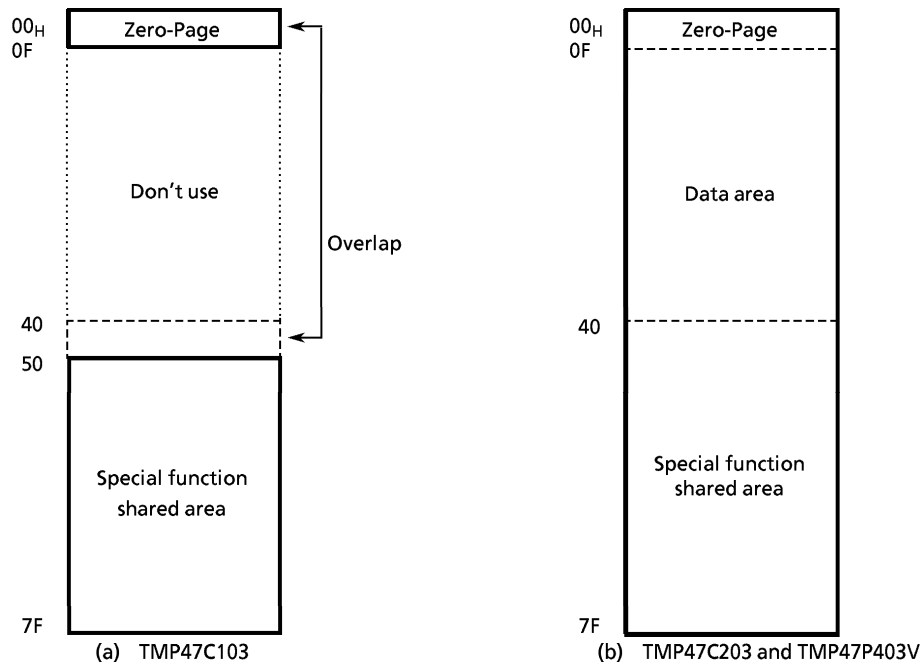 00H
Zero-Page
0F
Don't use
Overlap
40
50
Special function
shared area
7F
(a) TMP47C103
00H
Zero-Page
0F
Data area
40
Special function
shared area
7F
(b) TMP47C203 and TMP47P403V